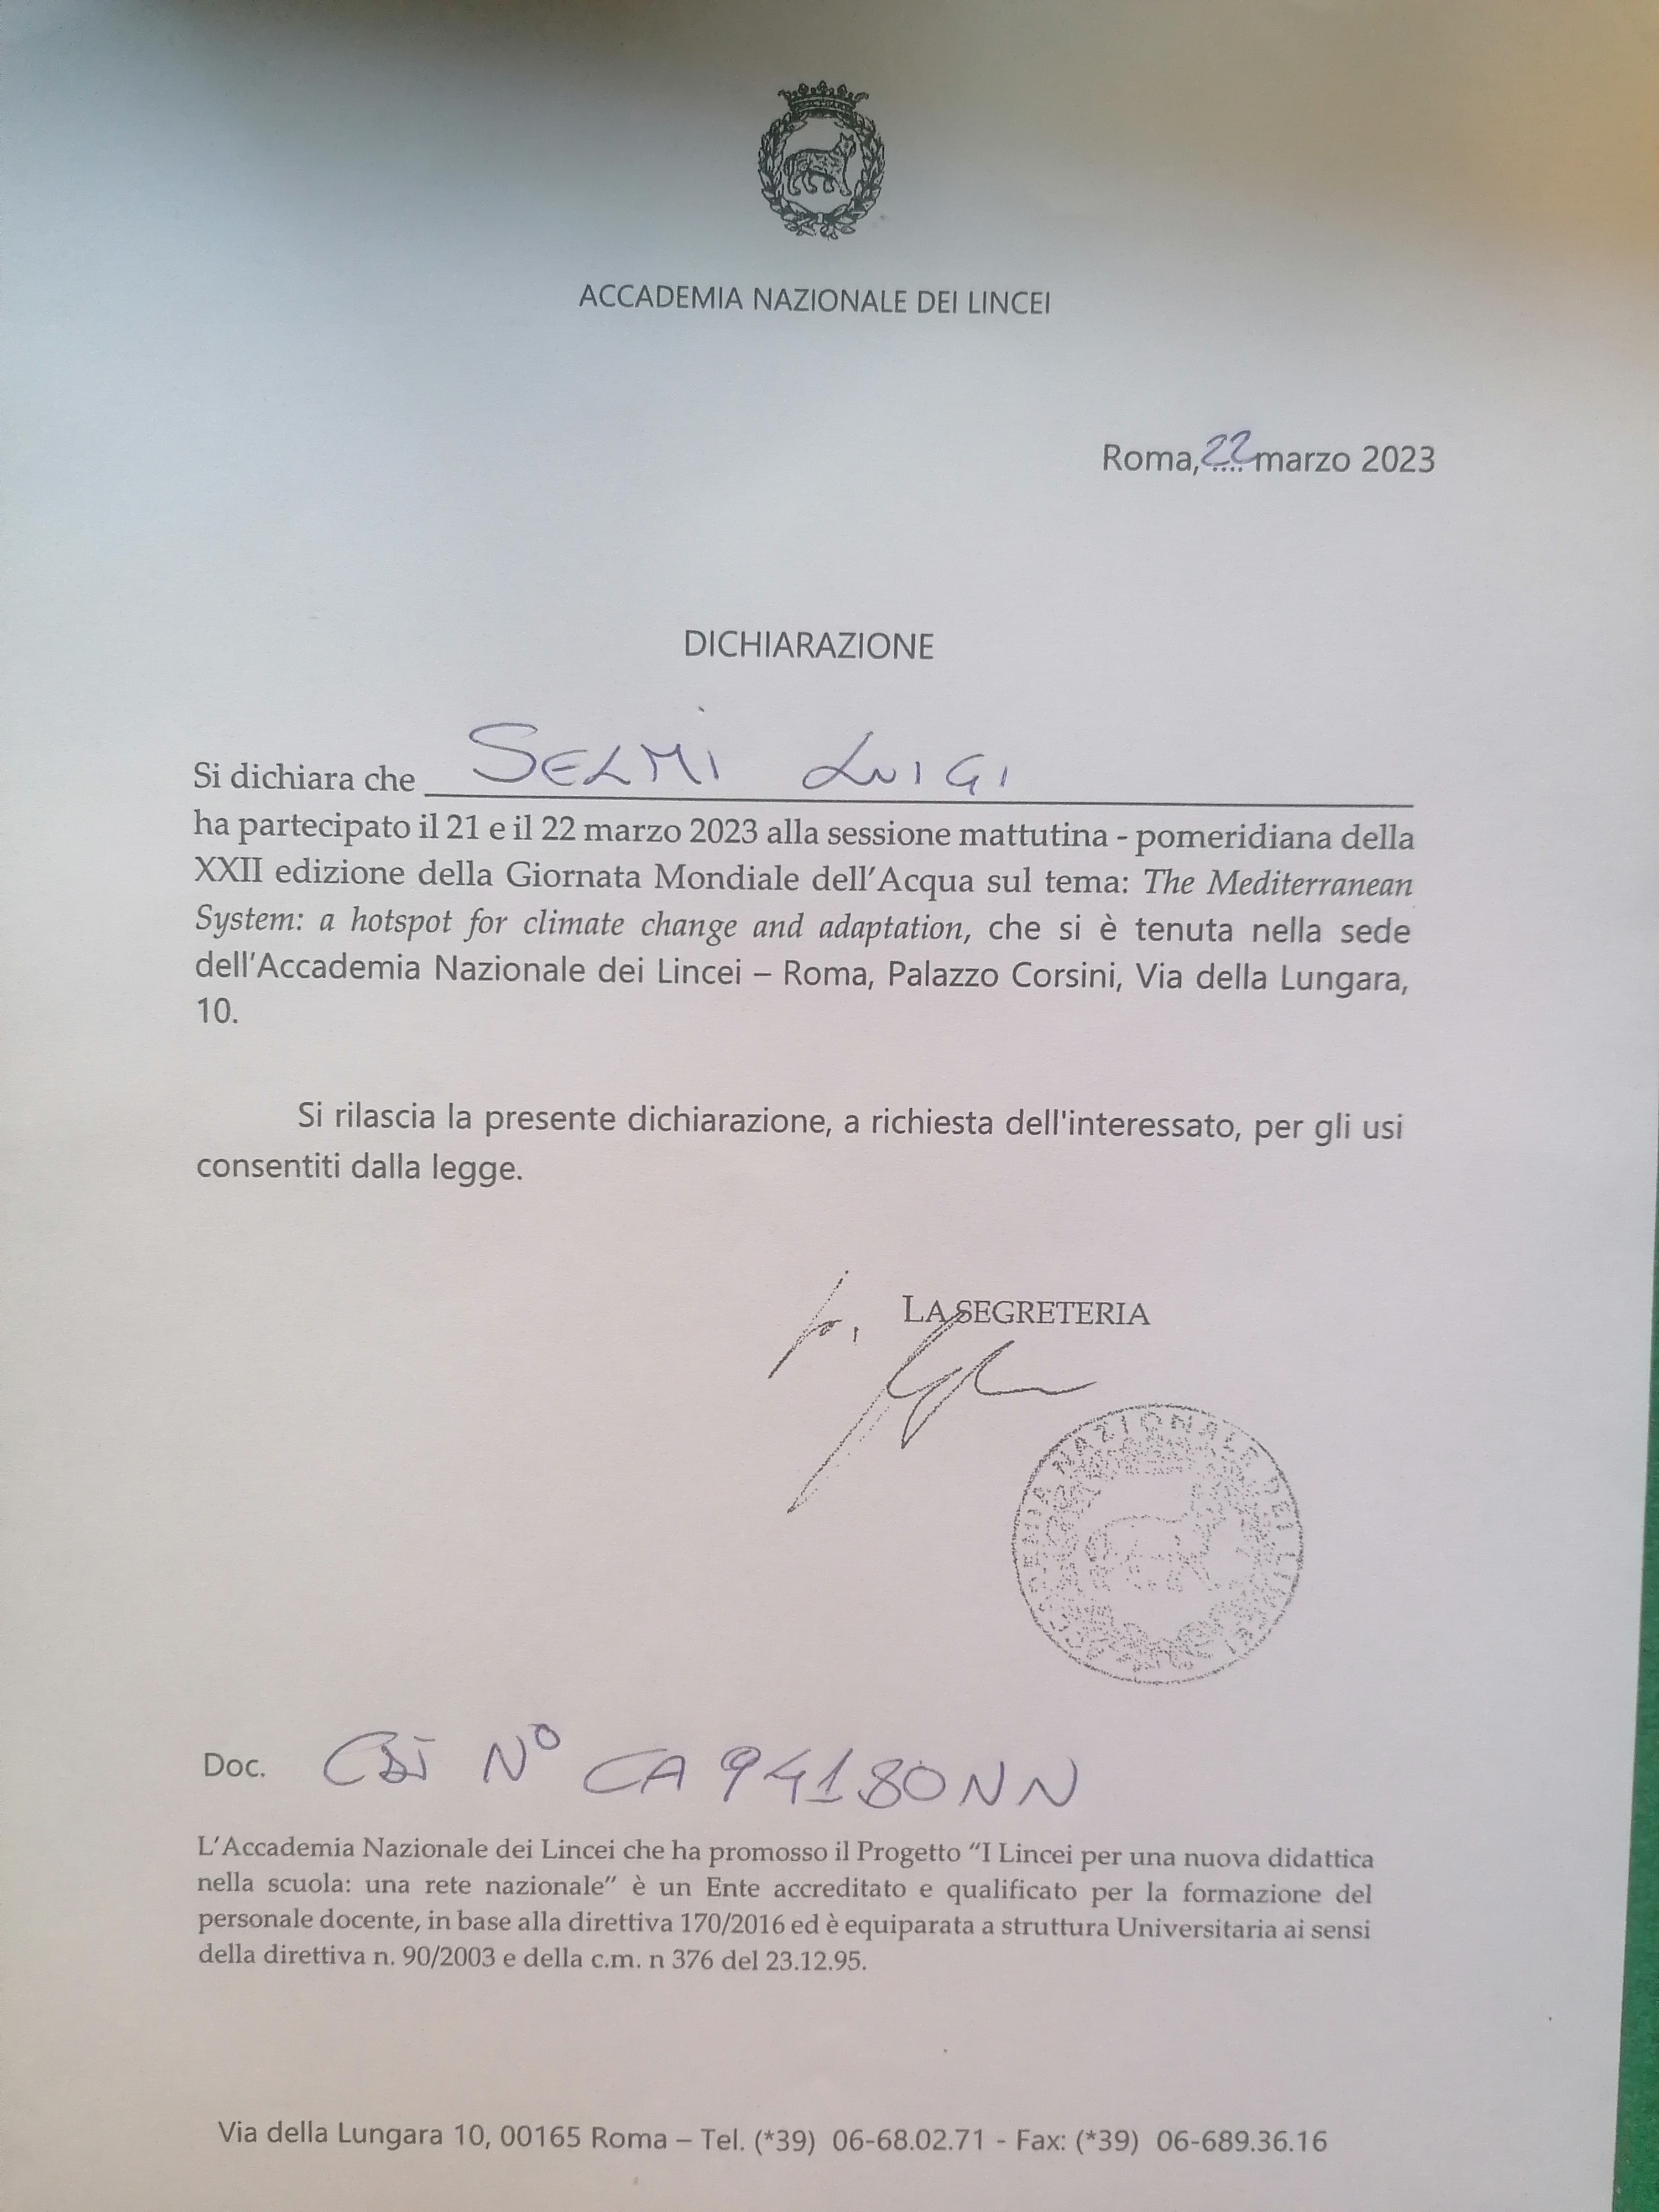 ACCADEMIA NAZIONALE DEI LINCEI
Roma, 22 marzo 2023
DICHIARAZIONE
Si dichiara che SELMI LUIGI
ha partecipato il 21 e il 22 marzo 2023 alla sessione mattutina - pomeridiana della
XXII edizione della Giornata Mondiale dell'Acqua sul tema: The Mediterranean
System: a hotspot for climate change and adaptation, che si è tenuta nella sede
dell'Accademia Nazionale dei Lincei – Roma, Palazzo Corsini, Via della Lungara,
10.
Si rilascia la presente dichiarazione, a richiesta dell'interessato, per gli usi
consentiti dalla legge.
LA SEGRETERIA
ACCADEMIA NAZIONALE DEI LINCEI
Doc. CDI N° CA94180NN
L'Accademia Nazionale dei Lincei che ha promosso il Progetto “I Lincei per una nuova didattica
nella scuola: una rete nazionale” è un Ente accreditato e qualificato per la formazione del
personale docente, in base alla direttiva 170/2016 ed è equiparata a struttura Universitaria ai sensi
della direttiva n. 90/2003 e della c.m. n 376 del 23.12.95.
Via della Lungara 10, 00165 Roma – Tel. (*39) 06-68.02.71 - Fax: (*39) 06-689.36.16